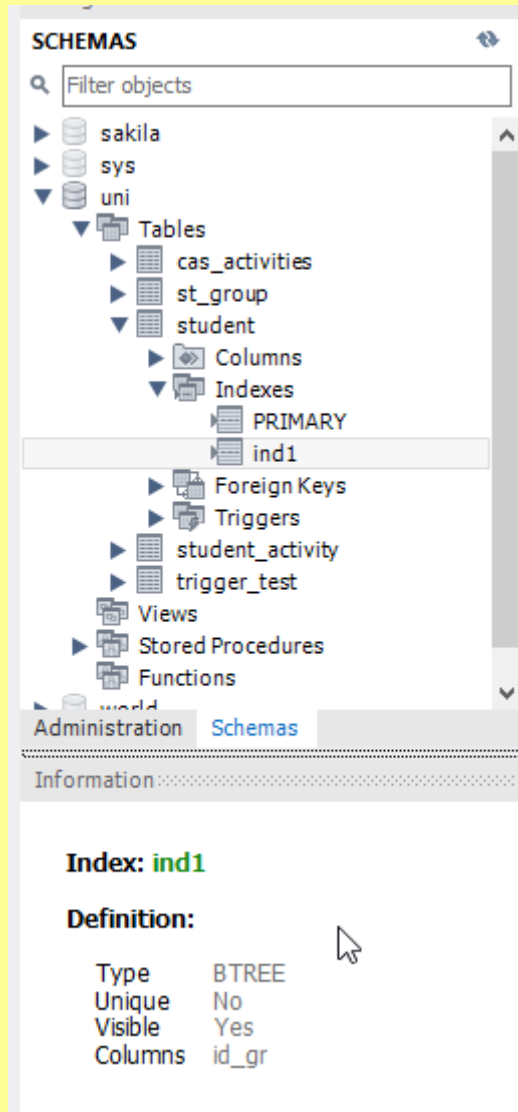 SCHEMAS
Filter objects
sakila
sys
uni
Tables
cas_activities
st_group
student
Columns
Indexes
PRIMARY
ind1
Foreign Keys
Triggers
student_activity
trigger_test
Views
Stored Procedures
Functions
world
Administration Schemas
Information
Index: ind1
Definition:
Type BTREE
Unique No
Visible Yes
Columns id_gr